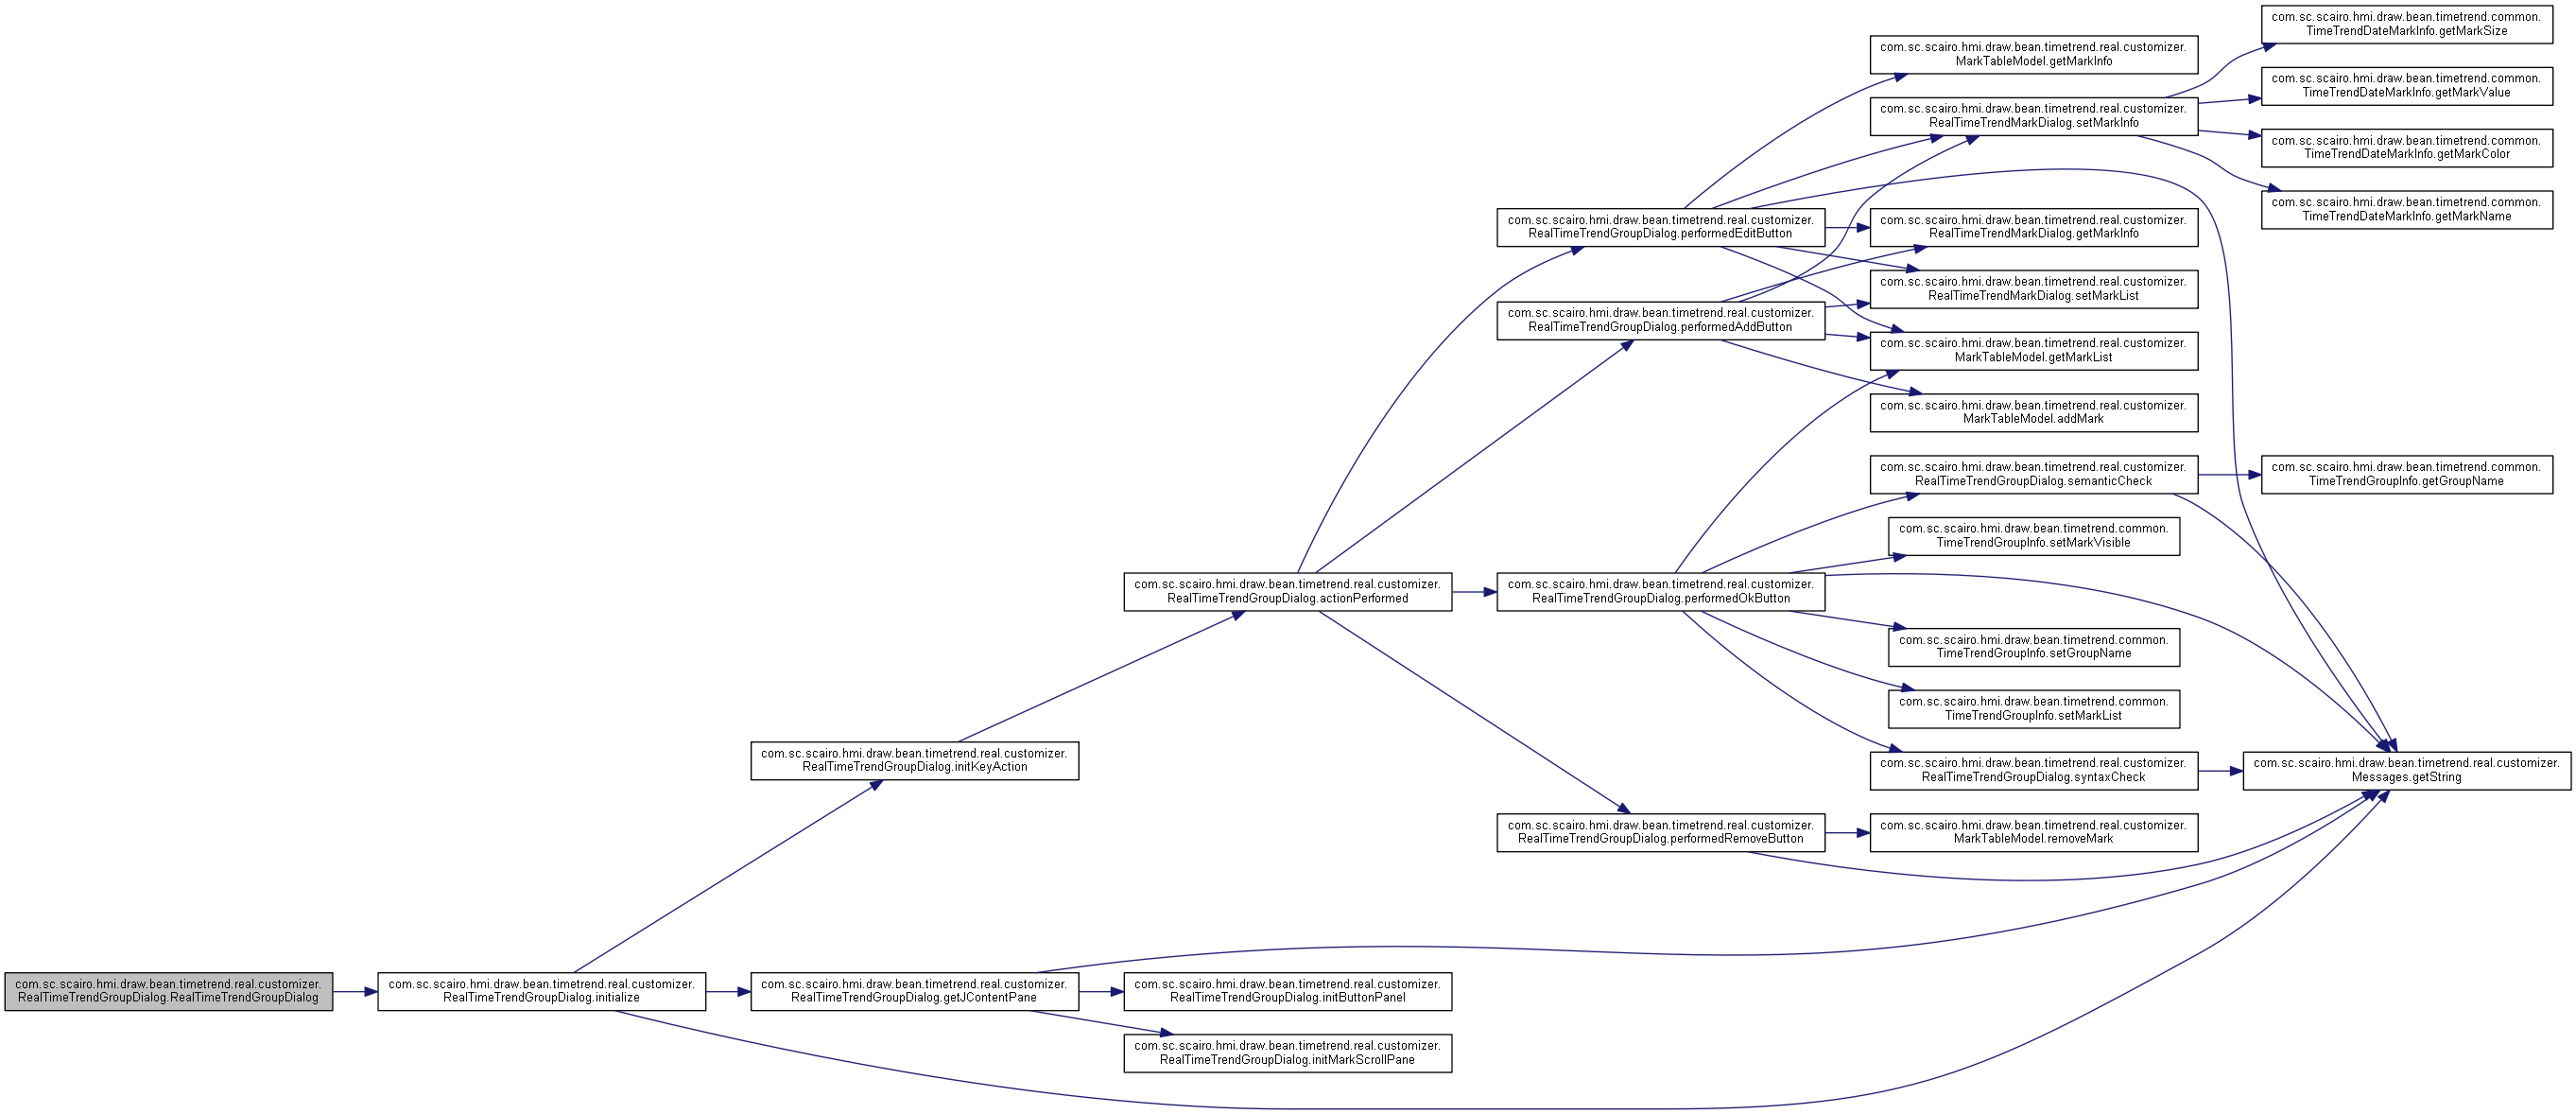 com.sc.scairo.hmi.draw.bean.timetrend.common.
TimeTrendDateMarkInfo.getMarkSize
com.sc.scairo.hmi.draw.bean.timetrend.real.customizer.
MarkTableModel.getMarkInfo
com.sc.scairo.hmi.draw.bean.timetrend.common.
TimeTrendDateMarkInfo.getMarkValue
com.sc.scairo.hmi.draw.bean.timetrend.real.customizer.
RealTimeTrendMarkDialog.setMarkInfo
com.sc.scairo.hmi.draw.bean.timetrend.common.
TimeTrendDateMarkInfo.getMarkColor
com.sc.scairo.hmi.draw.bean.timetrend.common.
TimeTrendDateMarkInfo.getMarkName
com.sc.scairo.hmi.draw.bean.timetrend.real.customizer.
RealTimeTrendGroupDialog.performedEditButton
com.sc.scairo.hmi.draw.bean.timetrend.real.customizer.
RealTimeTrendMarkDialog.getMarkInfo
com.sc.scairo.hmi.draw.bean.timetrend.real.customizer.
RealTimeTrendMarkDialog.setMarkList
com.sc.scairo.hmi.draw.bean.timetrend.real.customizer.
RealTimeTrendGroupDialog.performedAddButton
com.sc.scairo.hmi.draw.bean.timetrend.real.customizer.
MarkTableModel.getMarkList
com.sc.scairo.hmi.draw.bean.timetrend.real.customizer.
MarkTableModel.addMark
com.sc.scairo.hmi.draw.bean.timetrend.real.customizer.
RealTimeTrendGroupDialog.semanticCheck
com.sc.scairo.hmi.draw.bean.timetrend.common.
TimeTrendGroupInfo.getGroupName
com.sc.scairo.hmi.draw.bean.timetrend.common.
TimeTrendGroupInfo.setMarkVisible
com.sc.scairo.hmi.draw.bean.timetrend.real.customizer.
RealTimeTrendGroupDialog.actionPerformed
com.sc.scairo.hmi.draw.bean.timetrend.real.customizer.
RealTimeTrendGroupDialog.performedOkButton
com.sc.scairo.hmi.draw.bean.timetrend.common.
TimeTrendGroupInfo.setGroupName
com.sc.scairo.hmi.draw.bean.timetrend.common.
TimeTrendGroupInfo.setMarkList
com.sc.scairo.hmi.draw.bean.timetrend.real.customizer.
RealTimeTrendGroupDialog.initKeyAction
com.sc.scairo.hmi.draw.bean.timetrend.real.customizer.
RealTimeTrendGroupDialog.syntaxCheck
com.sc.scairo.hmi.draw.bean.timetrend.real.customizer.
Messages.getString
com.sc.scairo.hmi.draw.bean.timetrend.real.customizer.
RealTimeTrendGroupDialog.performedRemoveButton
com.sc.scairo.hmi.draw.bean.timetrend.real.customizer.
MarkTableModel.removeMark
com.sc.scairo.hmi.draw.bean.timetrend.real.customizer.
RealTimeTrendGroupDialog.RealTimeTrendGroupDialog
com.sc.scairo.hmi.draw.bean.timetrend.real.customizer.
RealTimeTrendGroupDialog.initialize
com.sc.scairo.hmi.draw.bean.timetrend.real.customizer.
RealTimeTrendGroupDialog.getJContentPane
com.sc.scairo.hmi.draw.bean.timetrend.real.customizer.
RealTimeTrendGroupDialog.initButtonPanel
com.sc.scairo.hmi.draw.bean.timetrend.real.customizer.
RealTimeTrendGroupDialog.initMarkScrollPane